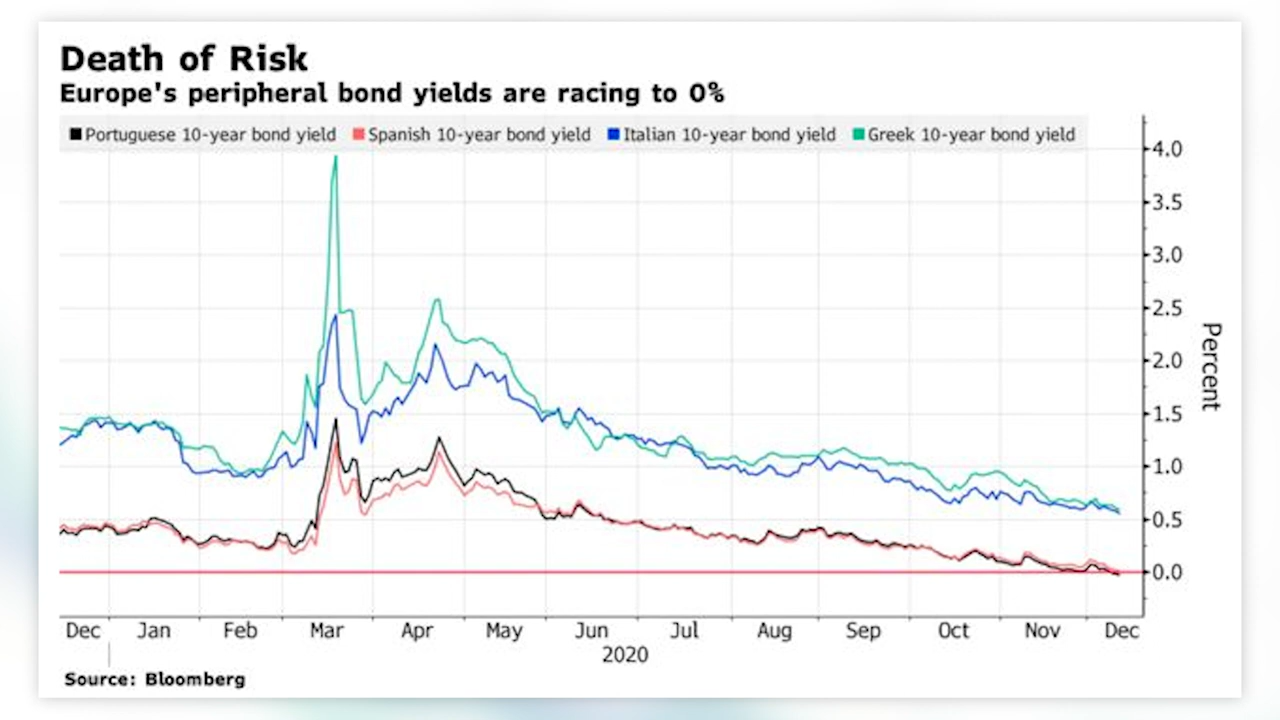 Death of Risk
Europe's peripheral bond yields are racing to 0%
Portuguese 10-year bond yield Spanish 10-year bond yield Italian 10-year bond yield Greek 10-year bond yield
4.0
3.5
3.0
2.5
2.0
1.5
1.0
0.5
0.0
Percent
Dec Jan Feb Mar Apr May Jun Jul Aug Sep Oct Nov Dec
2020
Source: Bloomberg